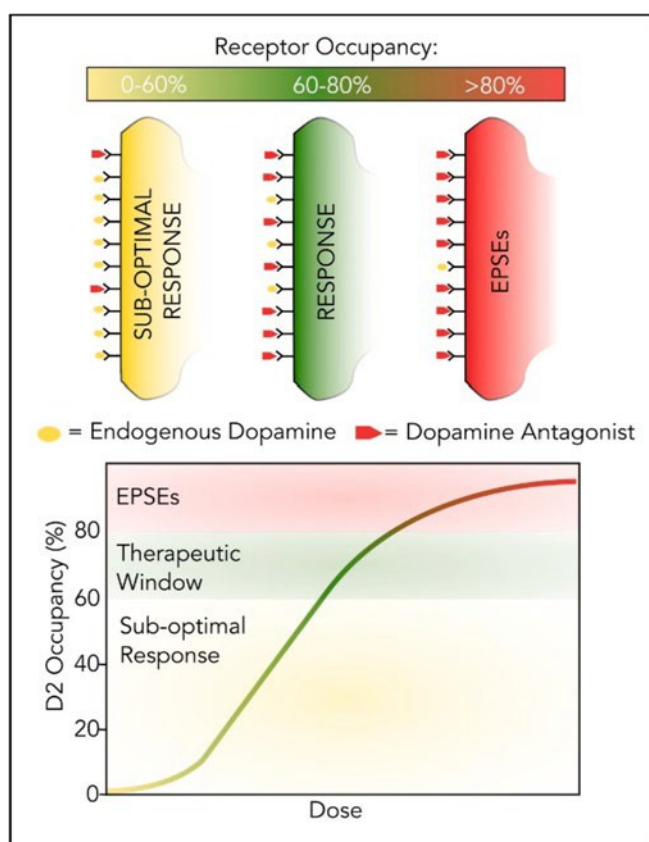 Receptor Occupancy:
0-60% 60-80% >80%
SUB-OPTIMAL
RESPONSE
RESPONSE
EPSEs
= Endogenous Dopamine = Dopamine Antagonist
EPSEs
Therapeutic
Window
Sub-optimal
Response
D2 Occupancy (%)
80
60
40
20
0
Dose